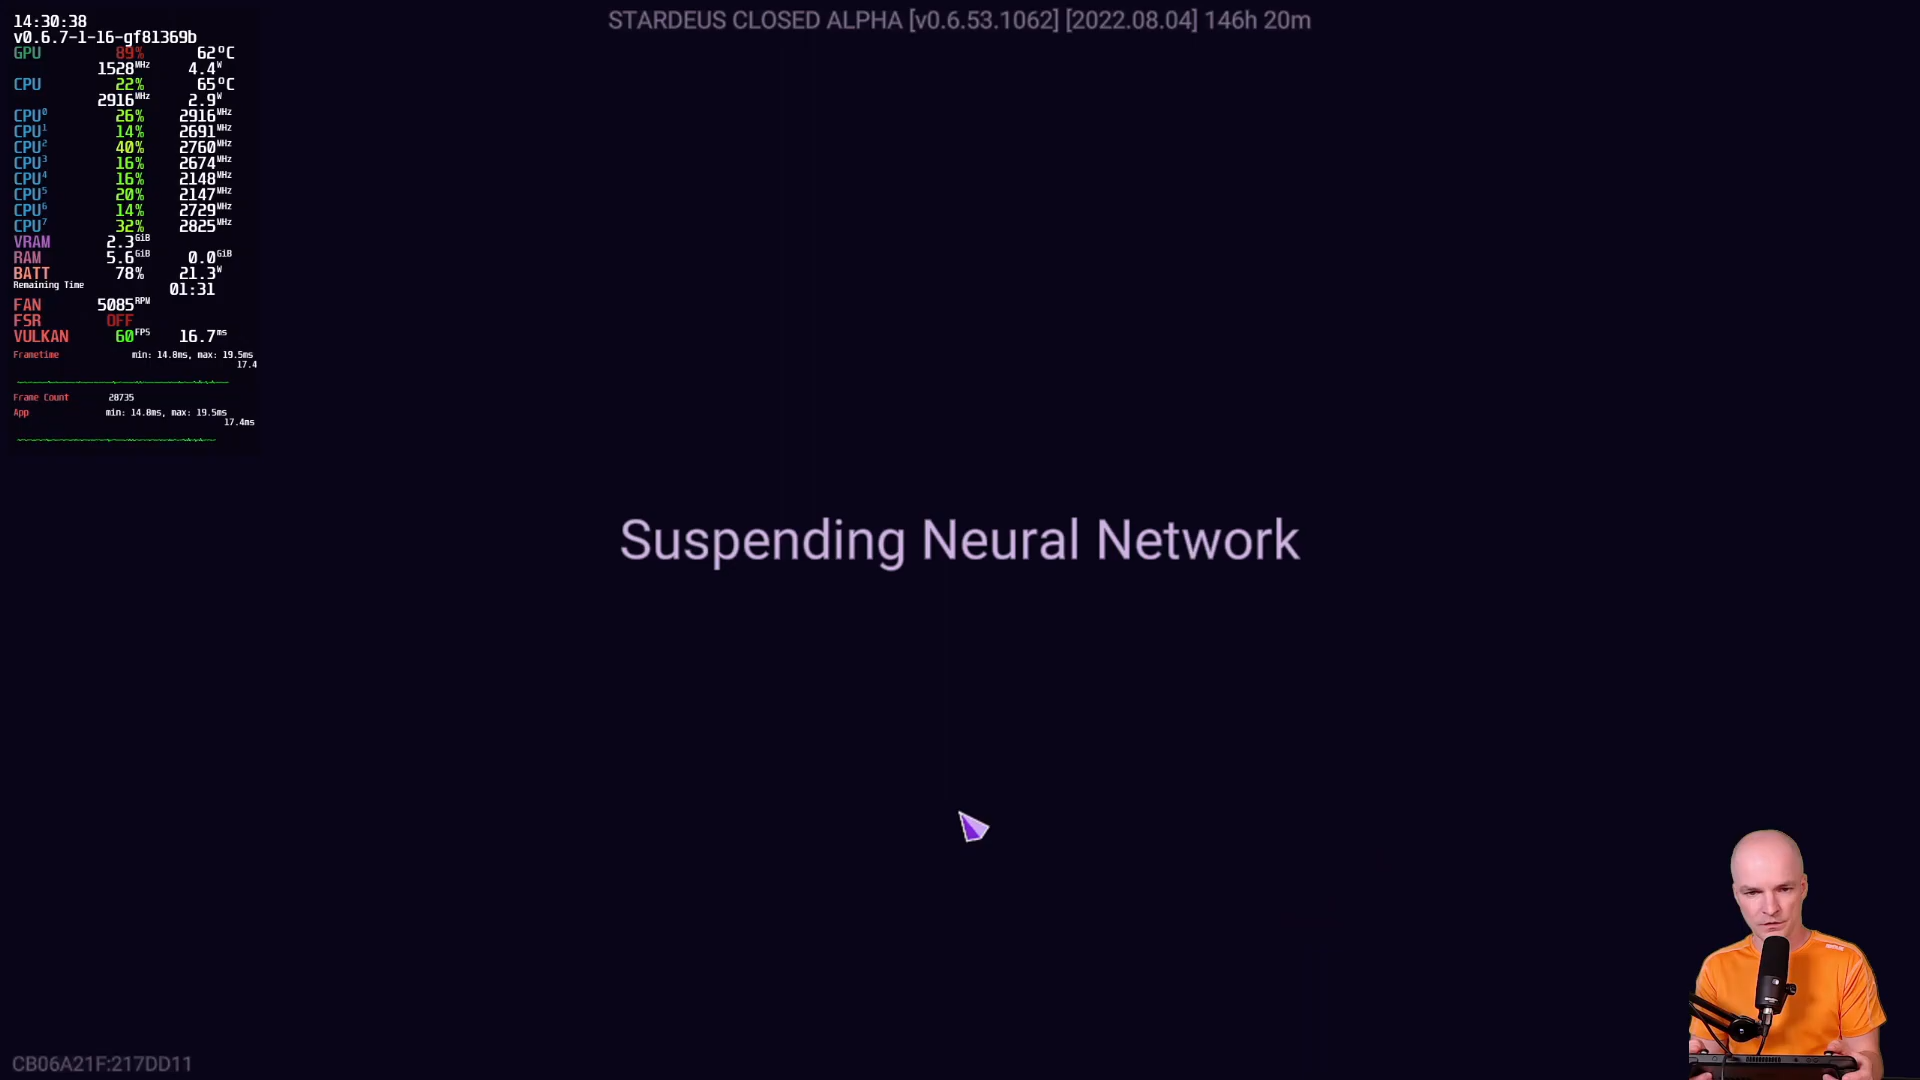 STARDEUS CLOSED ALPHA [v0.6.53.1062] [2022.08.04] 146h 20m
14:30:38
v0.6.7-1-16-gf81369b
GPU 89% 62°C
1528MHz 4.4W
CPU 22% 65°C
2916MHz 2.9W
CPU0 26% 2916MHz
CPU1 14% 2691MHz
CPU2 40% 2760MHz
CPU3 16% 2674MHz
CPU4 16% 2148MHz
CPU5 20% 2147MHz
CPU6 14% 2729MHz
CPU7 32% 2825MHz
VRAM 2.3GiB
RAM 5.6GiB 0.0GiB
BATT 78% 21.3W
Remaining Time 01:31
FAN 5085RPM
FSR OFF
VULKAN 60FPS 16.7ms
Frametime min: 14.0ms, max: 19.5ms
17.4
Frame Count 28735
App min: 14.0ms, max: 19.5ms
17.4ms
Suspending Neural Network
CB06A21F:217DD11